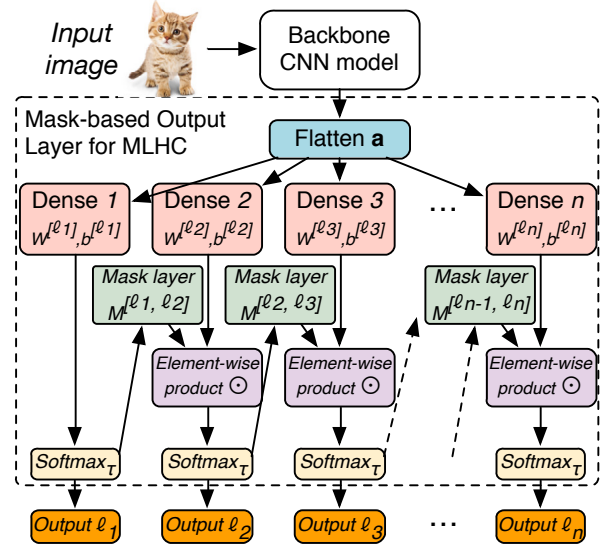 Input
image
Backbone
CNN model
Mask-based Output
Layer for MLHC
Flatten a
Dense 1
W[ℓ1],b[ℓ1]
Dense 2
W[ℓ2],b[ℓ2]
Dense 3
W[ℓ3],b[ℓ3]
...
Dense n
W[ℓn],b[ℓn]
Mask layer
M[ℓ1, ℓ2]
Mask layer
M[ℓ2, ℓ3]
Mask layer
M[ℓn-1, ℓn]
Element-wise
product ⊙
Element-wise
product ⊙
Element-wise
product ⊙
Softmaxτ
Softmaxτ
Softmaxτ
Softmaxτ
Output ℓ1
Output ℓ2
Output ℓ3
...
Output ℓn